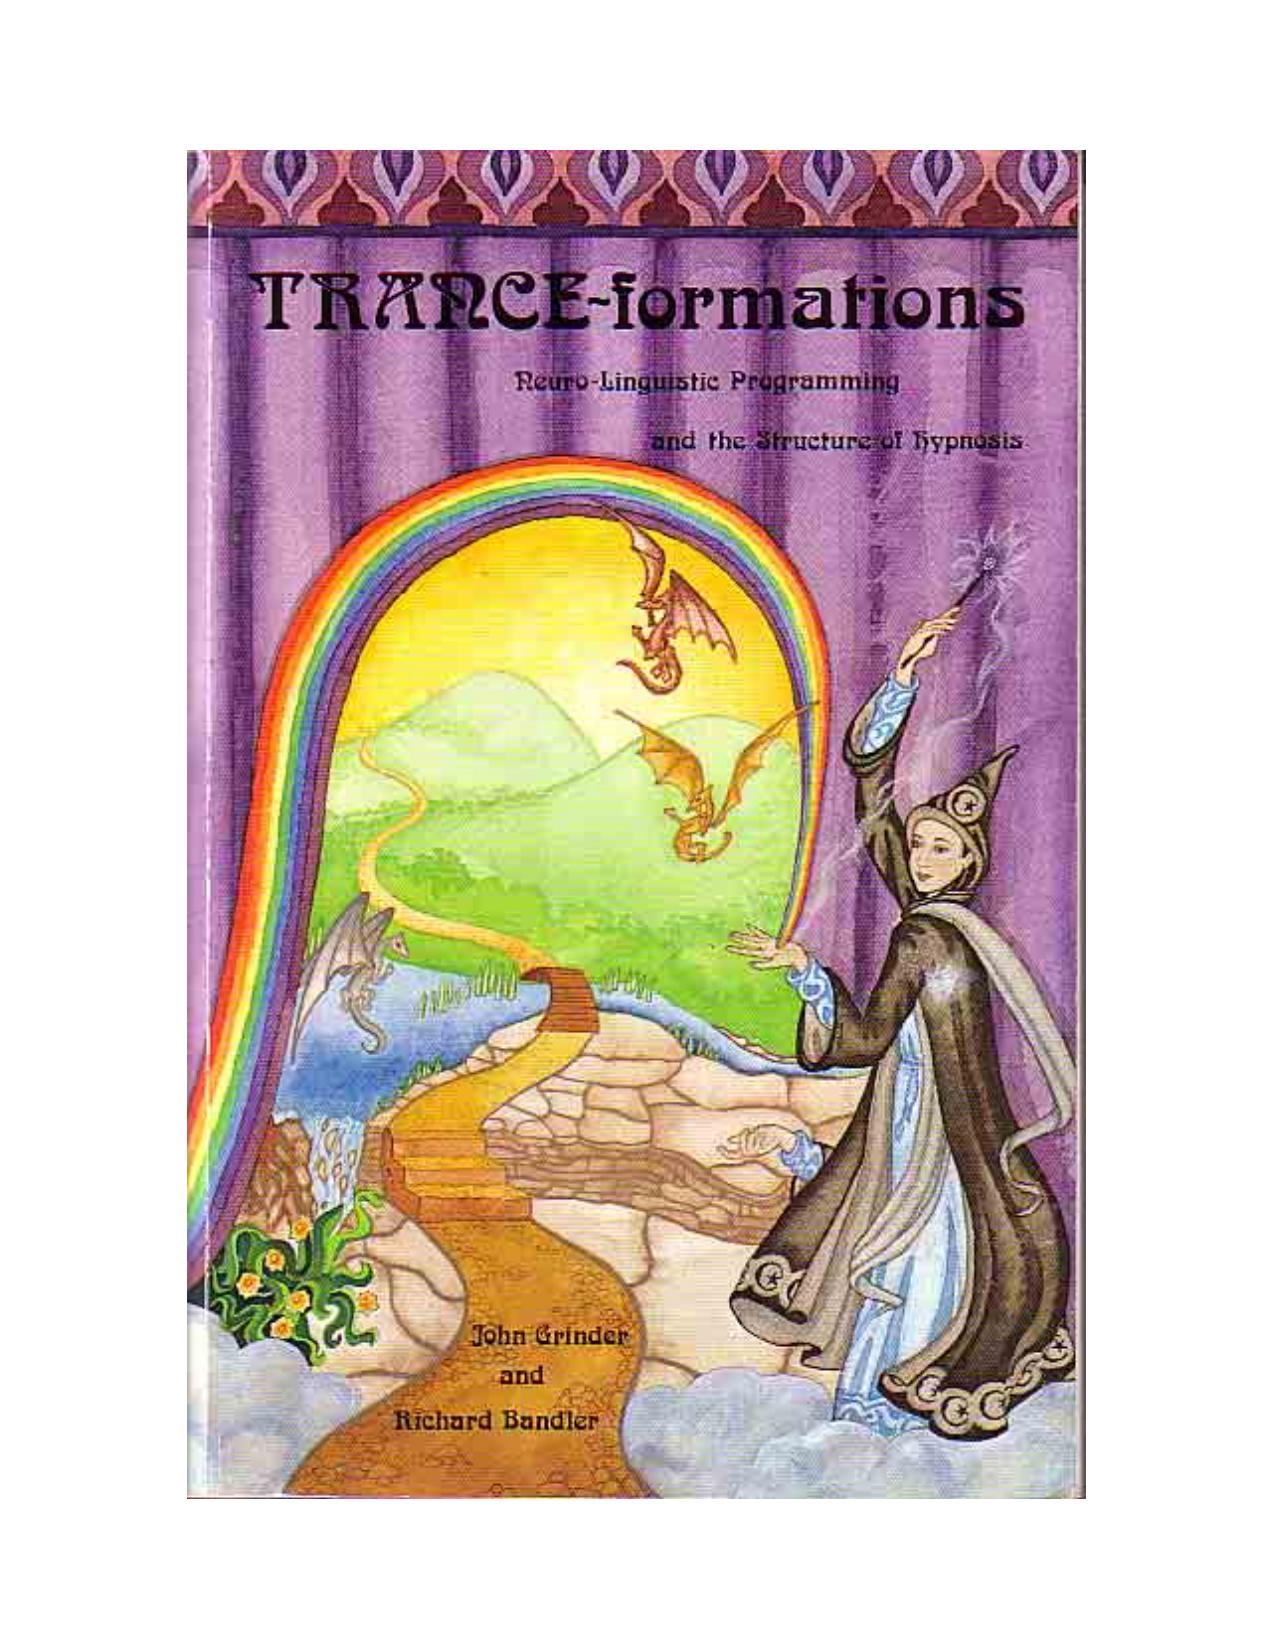 TRANCE-formations
Neuro-Linguistic Programming
and the Structure of Hypnosis
John Grinder
and
Richard Bandler